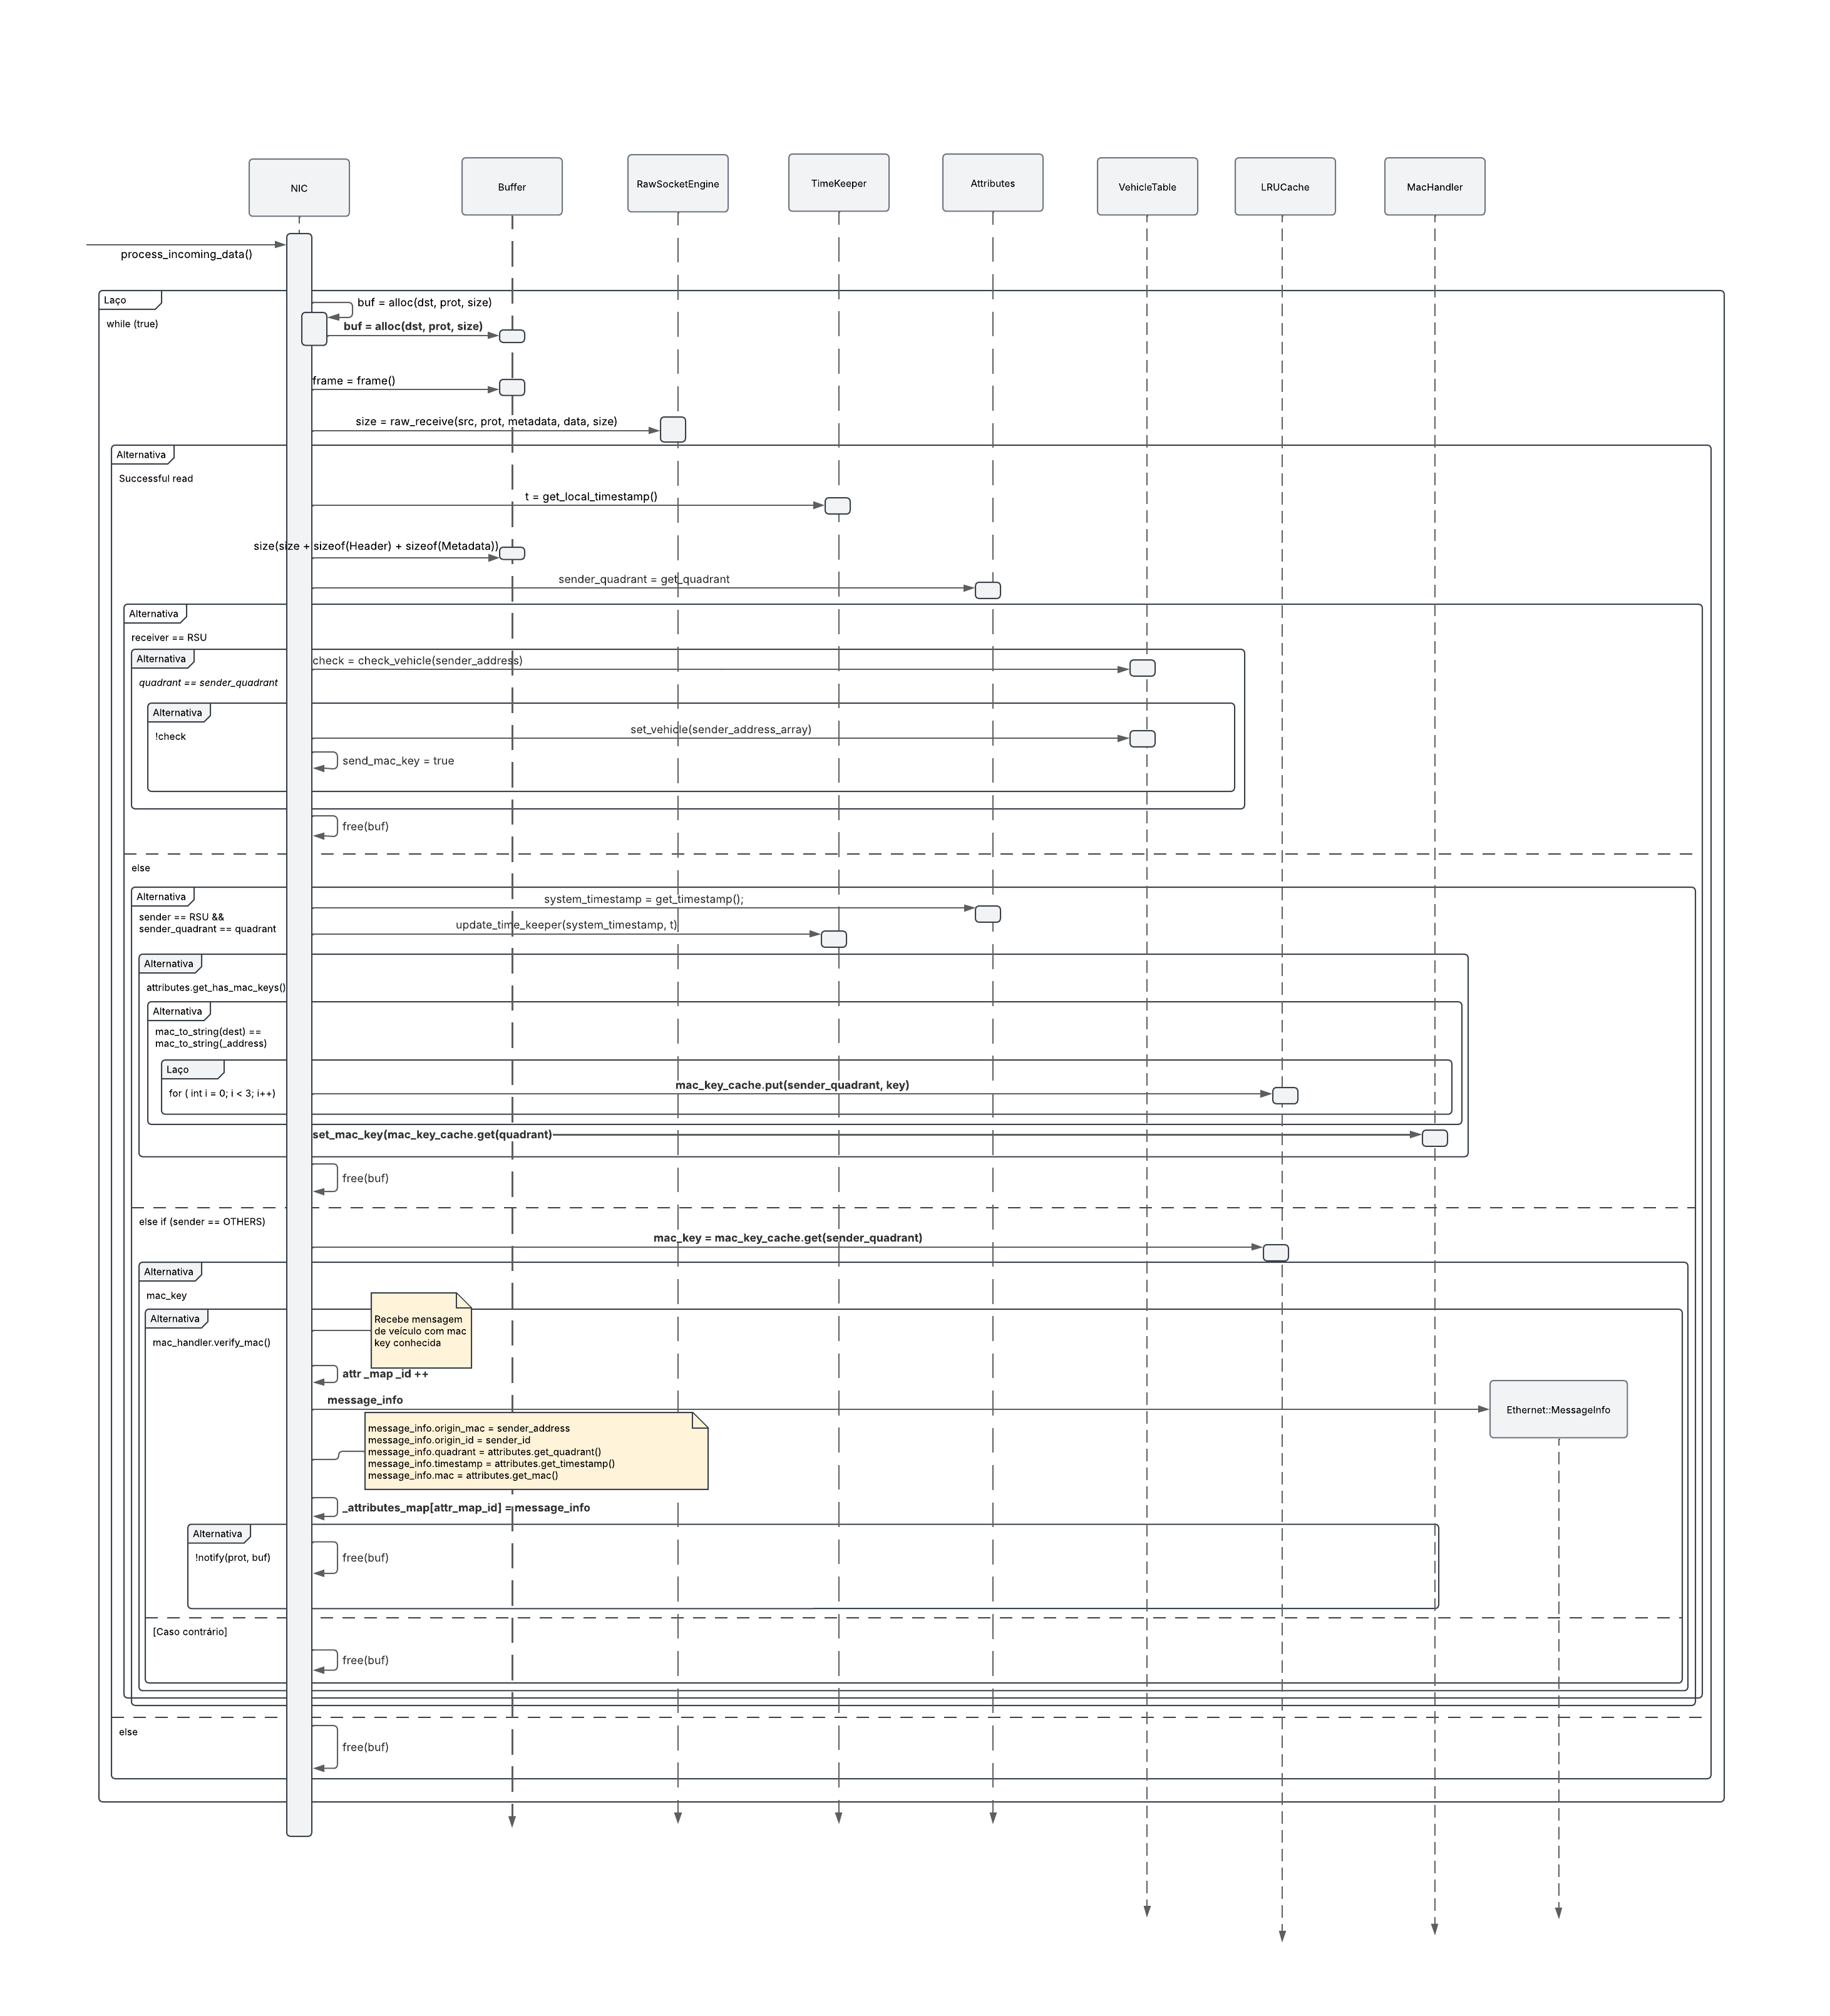 NIC
Buffer
RawSocketEngine
TimeKeeper
Attributes
VehicleTable
LRUCache
MacHandler
process_incoming_data()
Laço
while (true)
buf = alloc(dst, prot, size)
buf = alloc(dst, prot, size)
frame = frame()
size = raw_receive(src, prot, metadata, data, size)
Alternativa
Successful read
t = get_local_timestamp()
size(size + sizeof(Header) + sizeof(Metadata))
sender_quadrant = get_quadrant
Alternativa
receiver == RSU
Alternativa
check = check_vehicle(sender_address)
quadrant == sender_quadrant
Alternativa
!check
set_vehicle(sender_address_array)
send_mac_key = true
free(buf)
else
Alternativa
system_timestamp = get_timestamp();
sender == RSU &&
sender_quadrant == quadrant
update_time_keeper(system_timestamp, t)
Alternativa
attributes.get_has_mac_keys()
Alternativa
mac_to_string(dest) ==
mac_to_string(_address)
Laço
for ( int i = 0; i < 3; i++)
mac_key_cache.put(sender_quadrant, key)
set_mac_key(mac_key_cache.get(quadrant)
free(buf)
else if (sender == OTHERS)
mac_key = mac_key_cache.get(sender_quadrant)
Alternativa
mac_key
Alternativa
mac_handler.verify_mac()
Recebe mensagem
de veículo com mac
key conhecida
attr _map _id ++
message_info
Ethernet::MessageInfo
message_info.origin_mac = sender_address
message_info.origin_id = sender_id
message_info.quadrant = attributes.get_quadrant()
message_info.timestamp = attributes.get_timestamp()
message_info.mac = attributes.get_mac()
_attributes_map[attr_map_id] = message_info
Alternativa
!notify(prot, buf)
free(buf)
[Caso contrário]
free(buf)
else
free(buf)